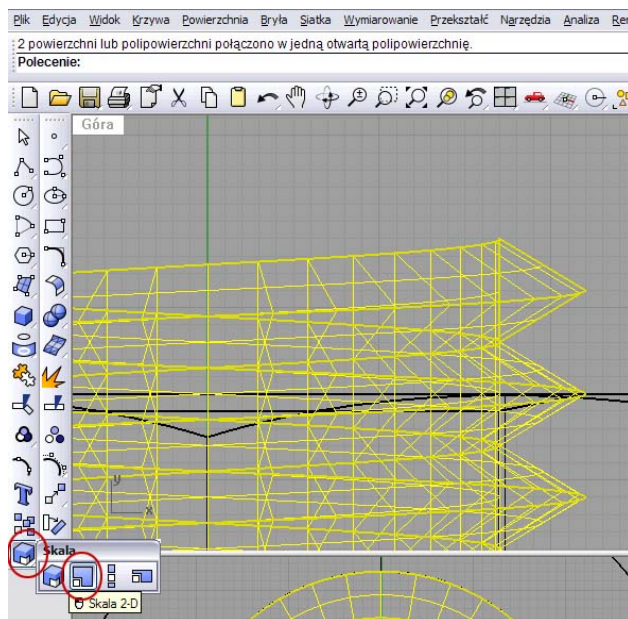 Plik Edycja Widok Krzywa Powierzchnia Bryła Siatka Wymiarowanie Przekształć Narzędzia Analiza
2 powierzchni lub polipowierzchni połączono w jedną otwartą polipowierzchnię.
Polecenie:
Góra
y
x
Skala
Skala 2-D